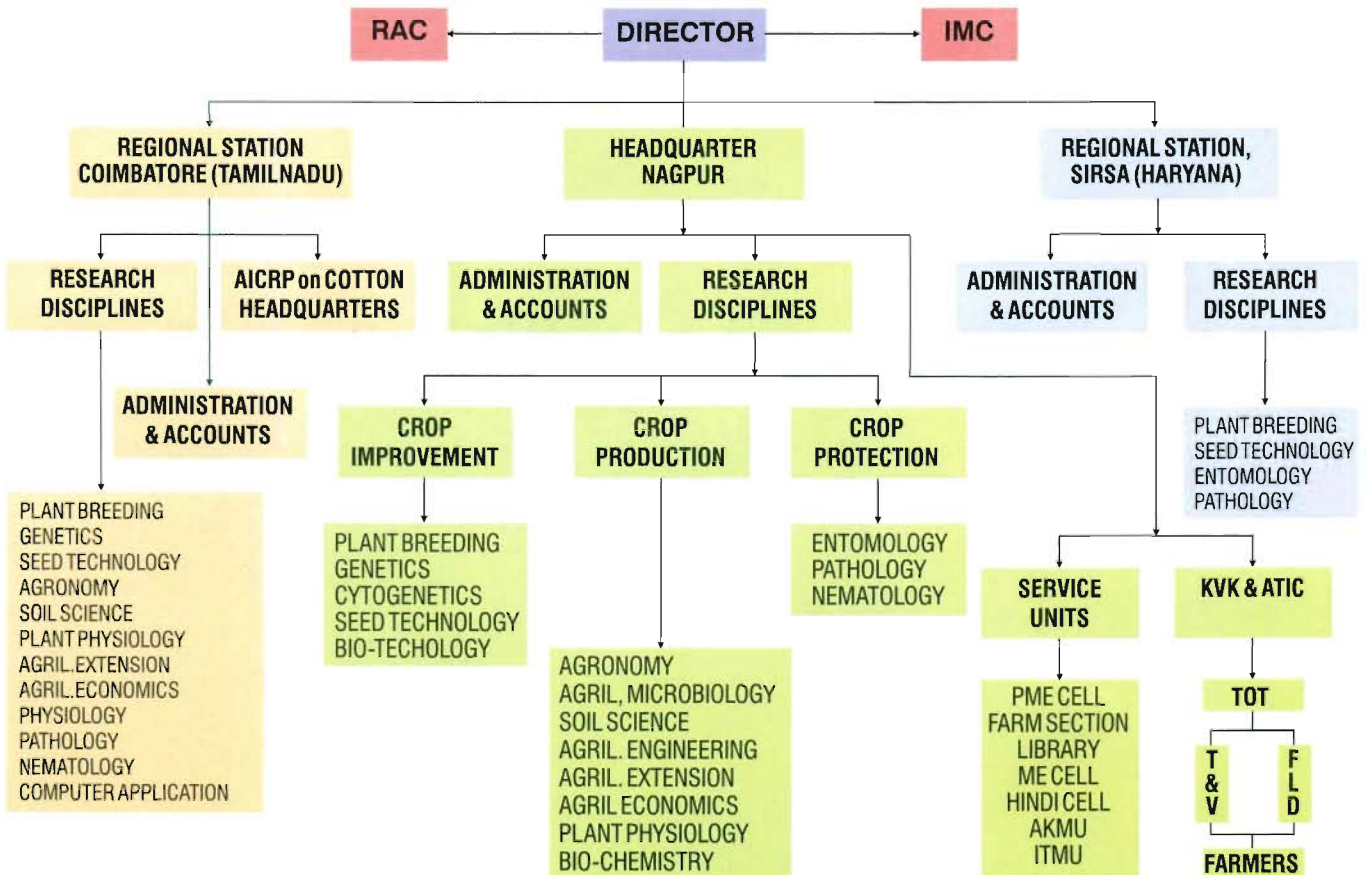 RAC
DIRECTOR
IMC
REGIONAL STATION
COIMBATORE (TAMILNADU)
HEADQUARTER
NAGPUR
REGIONAL STATION,
SIRSA (HARYANA)
RESEARCH
DISCIPLINES
AICRP on COTTON
HEADQUARTERS
ADMINISTRATION
& ACCOUNTS
RESEARCH
DISCIPLINES
ADMINISTRATION
& ACCOUNTS
RESEARCH
DISCIPLINES
ADMINISTRATION
& ACCOUNTS
CROP
IMPROVEMENT
CROP
PRODUCTION
CROP
PROTECTION
PLANT BREEDING
SEED TECHNOLOGY
ENTOMOLOGY
PATHOLOGY
PLANT BREEDING
GENETICS
SEED TECHNOLOGY
AGRONOMY
SOIL SCIENCE
PLANT PHYSIOLOGY
AGRIL.EXTENSION
AGRIL.ECONOMICS
PHYSIOLOGY
PATHOLOGY
NEMATOLOGY
COMPUTER APPLICATION
PLANT BREEDING
GENETICS
CYTOGENETICS
SEED TECHNOLOGY
BIO-TECHOLOGY
AGRONOMY
AGRIL, MICROBIOLOGY
SOIL SCIENCE
AGRIL. ENGINEERING
AGRIL. EXTENSION
AGRIL ECONOMICS
PLANT PHYSIOLOGY
BIO-CHEMISTRY
ENTOMOLOGY
PATHOLOGY
NEMATOLOGY
SERVICE
UNITS
KVK & ATIC
PME CELL
FARM SECTION
LIBRARY
ME CELL
HINDI CELL
AKMU
ITMU
TOT
T
&
V
F
L
D
FARMERS